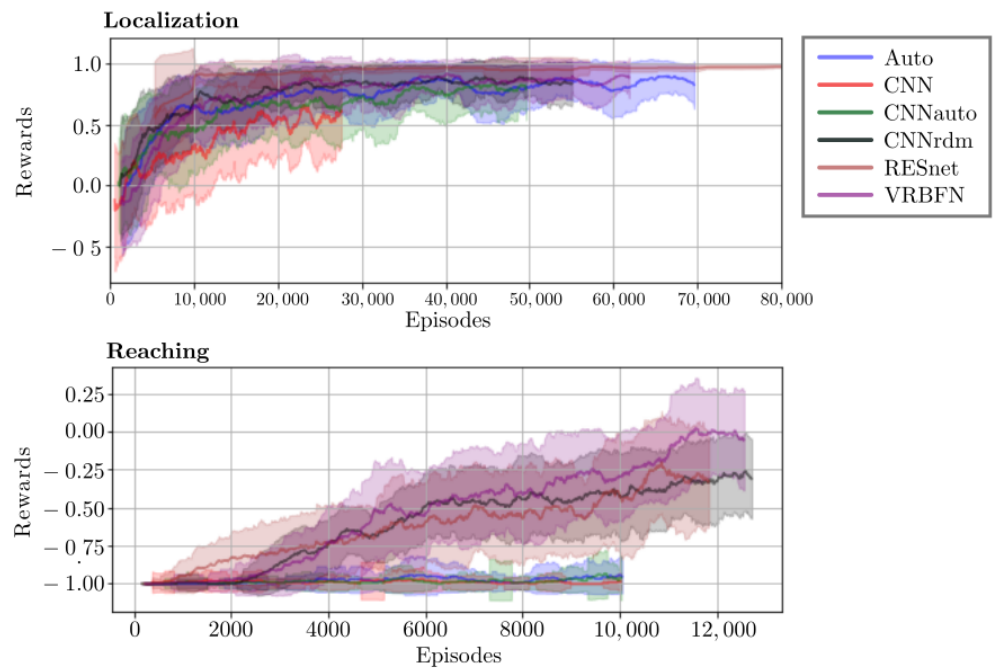 Localization
1.0
0.5
0.0
− 0 5
Rewards
0
10,000
20,000
30,000
40,000
50,000
60,000
70,000
80,000
Episodes
Auto
CNN
CNNauto
CNNrdm
RESnet
VRBFN
Reaching
0.25
0.00
− 0.25
− 0.50
− 0.75
− 1.00
Rewards
0
2000
4000
6000
8000
10,000
12,000
Episodes